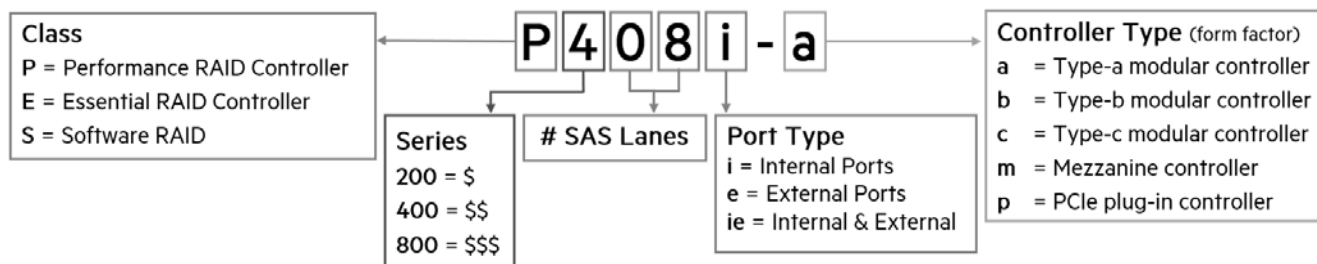 P408i-a
Class
P = Performance RAID Controller
E = Essential RAID Controller
S = Software RAID
Series
200 = $
400 = $$
800 = $$$
# SAS Lanes
Port Type
i = Internal Ports
e = External Ports
ie = Internal & External
Controller Type (form factor)
a = Type-a modular controller
b = Type-b modular controller
c = Type-c modular controller
m = Mezzanine controller
p = PCIe plug-in controller